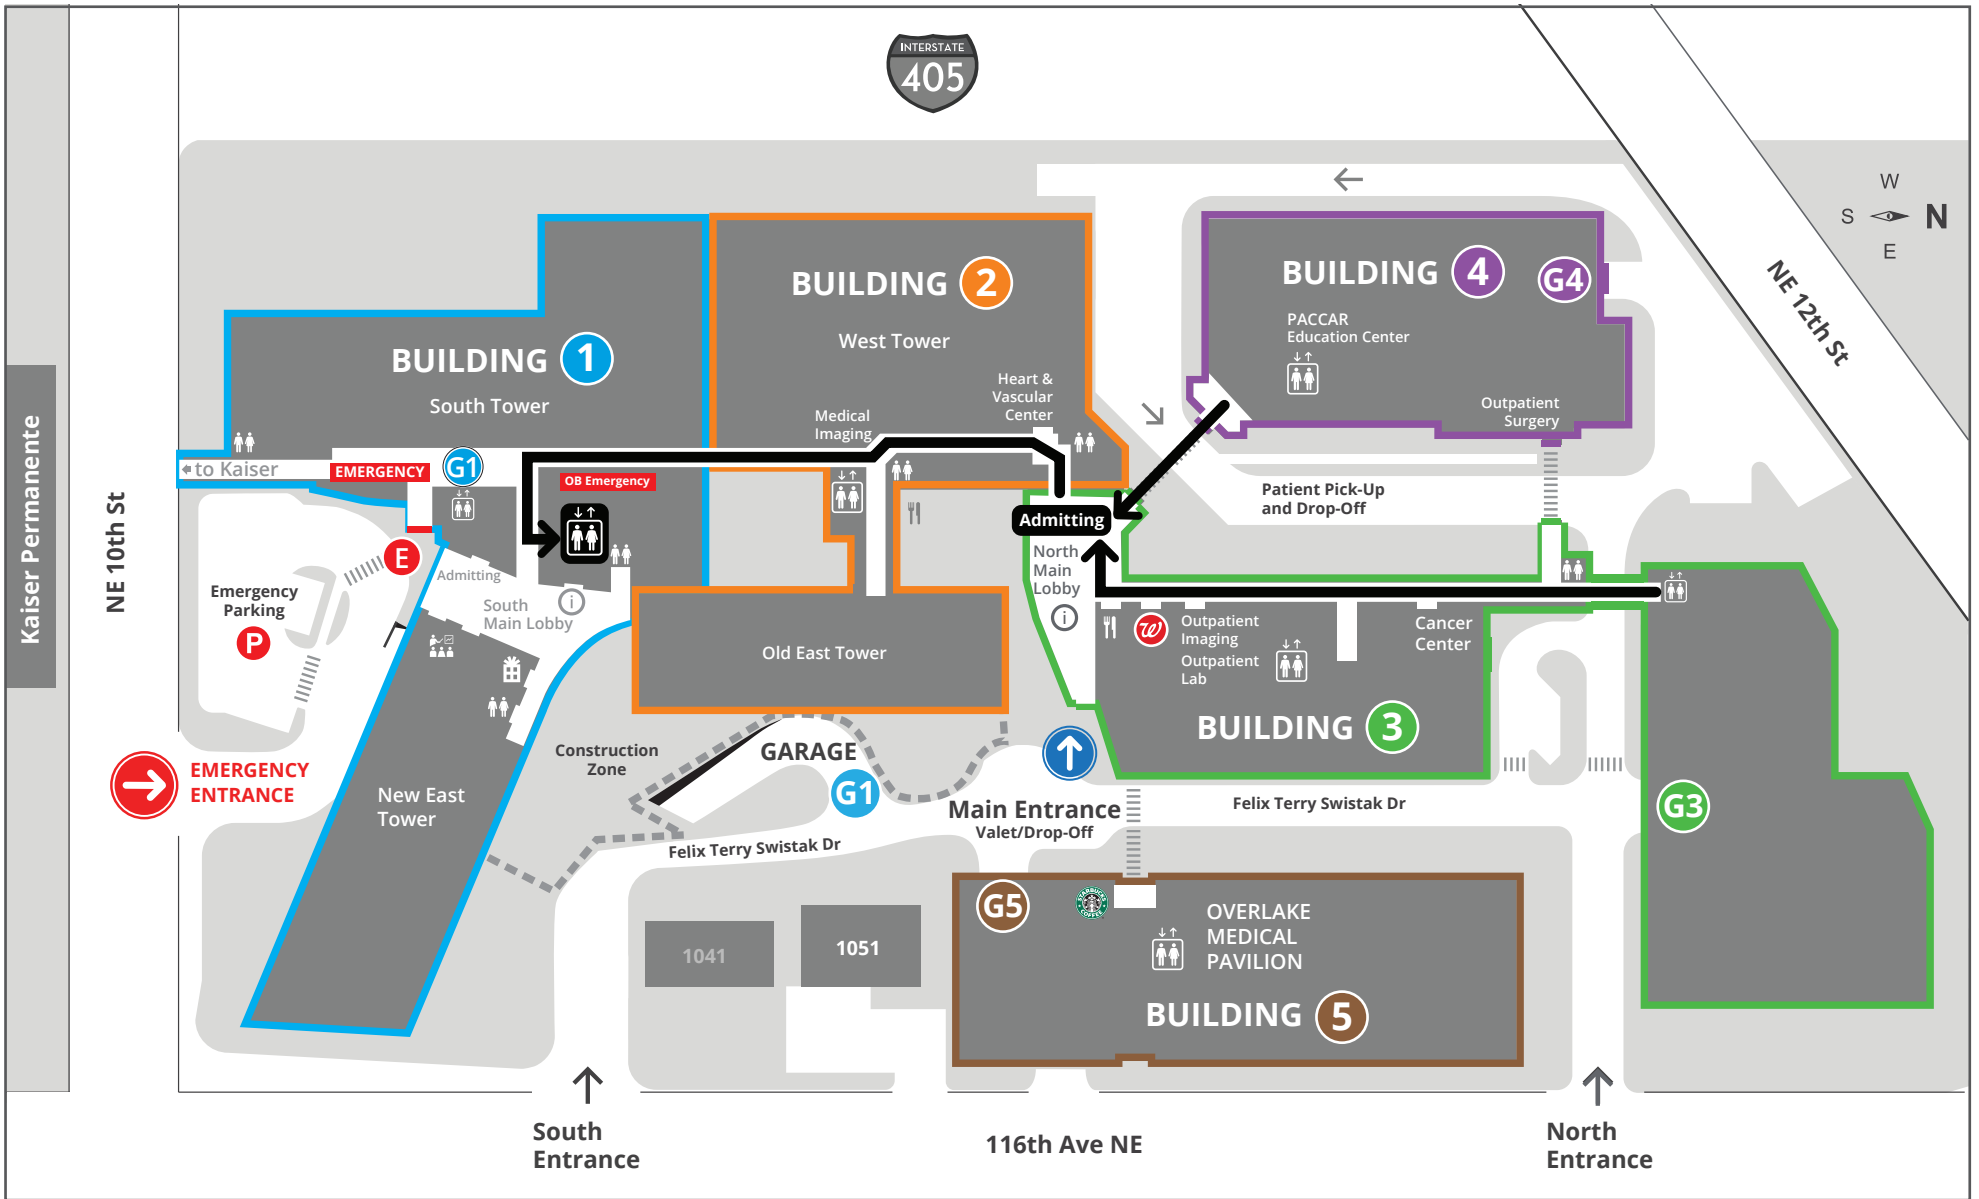 INTERSTATE
405
W
S
N
E
NE 12th St
BUILDING 4
G4
PACCAR
Education Center
Outpatient
Surgery
BUILDING 2
West Tower
Heart &
Vascular
Center
Medical
Imaging
BUILDING 1
South Tower
to Kaiser
EMERGENCY
G1
OB Emergency
Kaiser Permanente
NE 10th St
Patient Pick-Up
and Drop-Off
Admitting
North
Main
Lobby
i
E
Admitting
South
Main Lobby
i
Emergency
Parking
P
W
Outpatient
Imaging
Outpatient
Lab
Cancer
Center
BUILDING 3
Old East Tower
EMERGENCY
ENTRANCE
New East
Tower
Construction
Zone
GARAGE
G1
Main Entrance
Valet/Drop-Off
Felix Terry Swistak Dr
Felix Terry Swistak Dr
G3
G5
STARBUCKS
COFFEE
OVERLAKE
MEDICAL
PAVILION
BUILDING 5
1041
1051
South
Entrance
116th Ave NE
North
Entrance